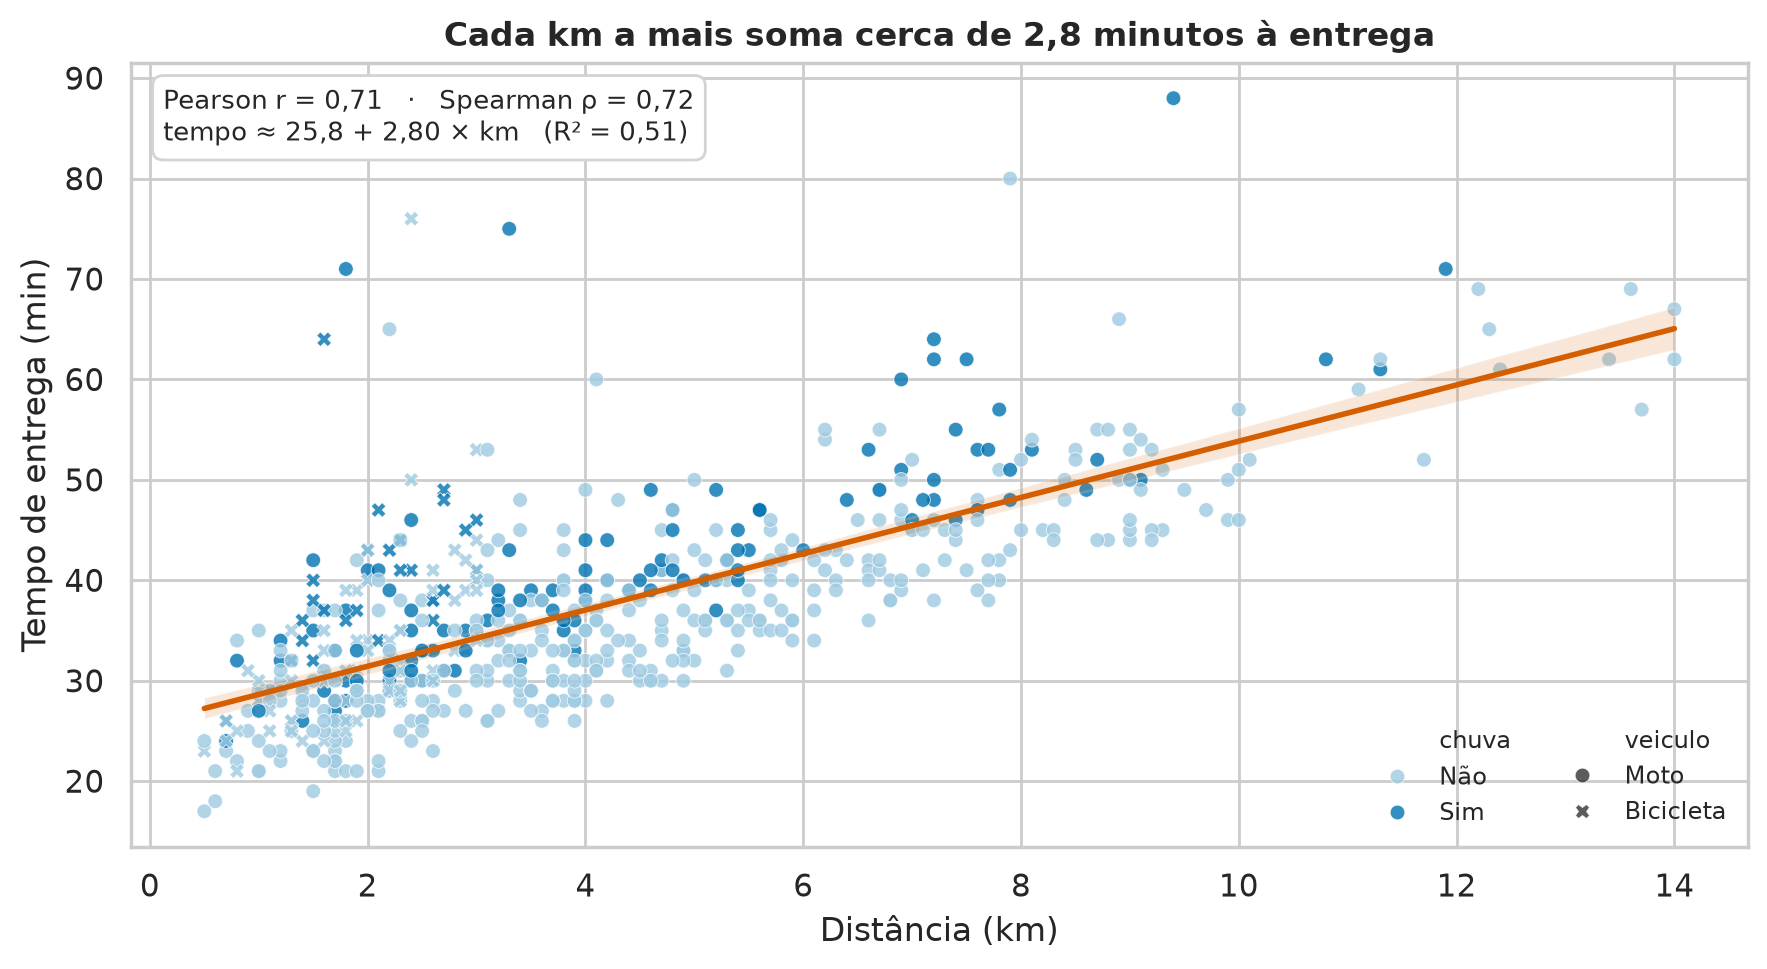 Cada km a mais soma cerca de 2,8 minutos à entrega
Pearson r = 0,71 · Spearman ρ = 0,72
tempo ≈ 25,8 + 2,80 × km (R² = 0,51)
Tempo de entrega (min)
90
80
70
60
50
40
30
20
chuva veiculo
Não Moto
Sim Bicicleta
0 2 4 6 8 10 12 14
Distância (km)